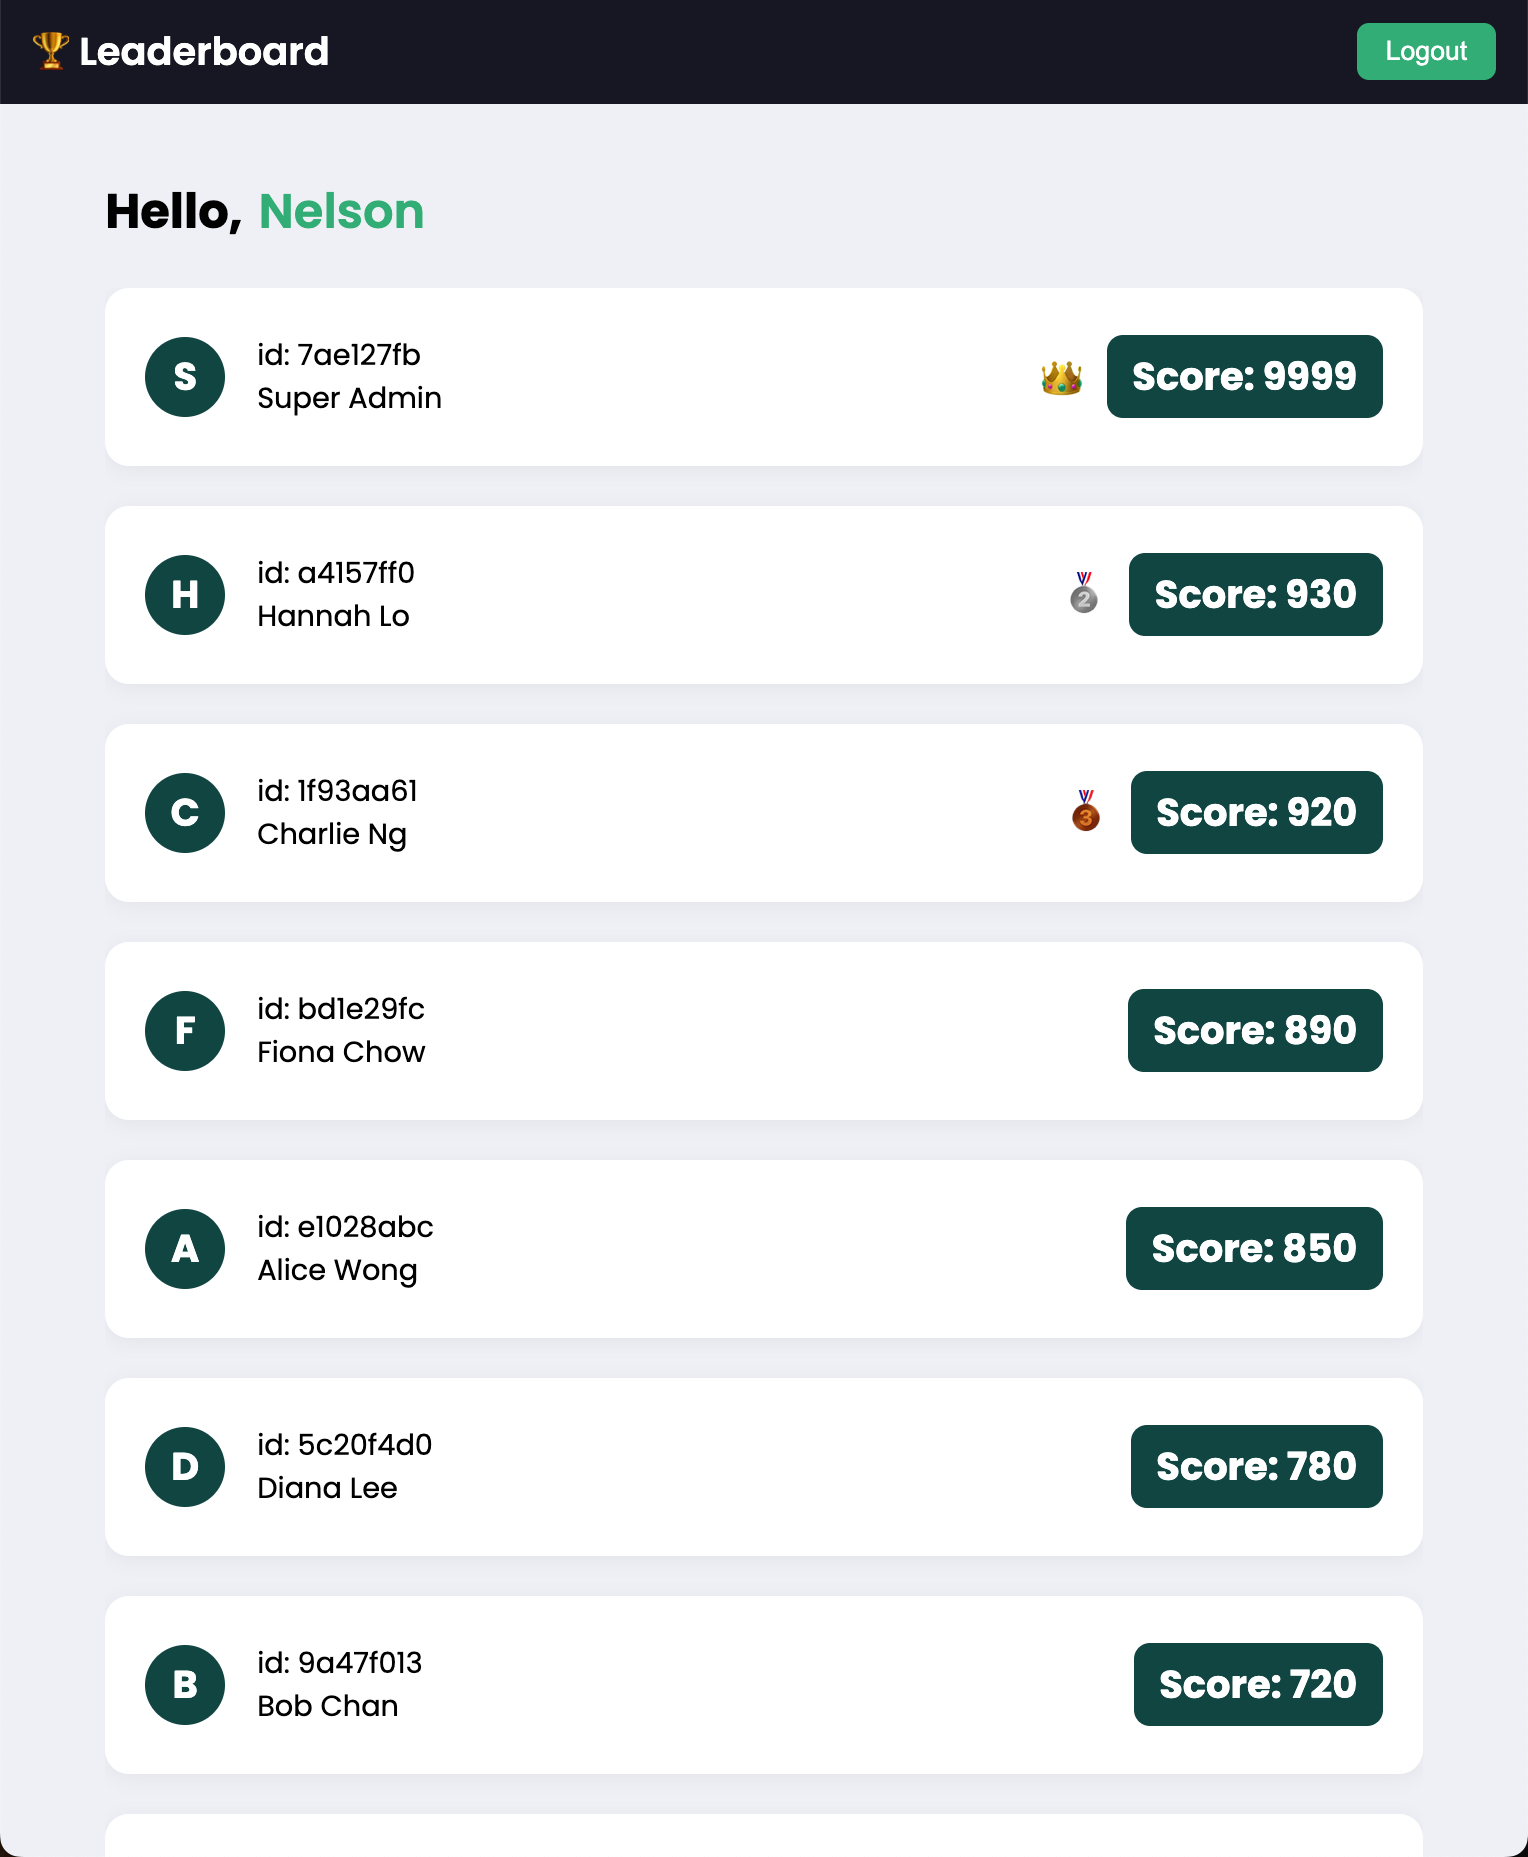 🏆 Leaderboard
Logout
Hello, Nelson
S
id: 7ae127fb
Super Admin
👑 Score: 9999
H
id: a4157ff0
Hannah Lo
🥈 Score: 930
C
id: 1f93aa61
Charlie Ng
🥉 Score: 920
F
id: bd1e29fc
Fiona Chow
Score: 890
A
id: e1028abc
Alice Wong
Score: 850
D
id: 5c20f4d0
Diana Lee
Score: 780
B
id: 9a47f013
Bob Chan
Score: 720